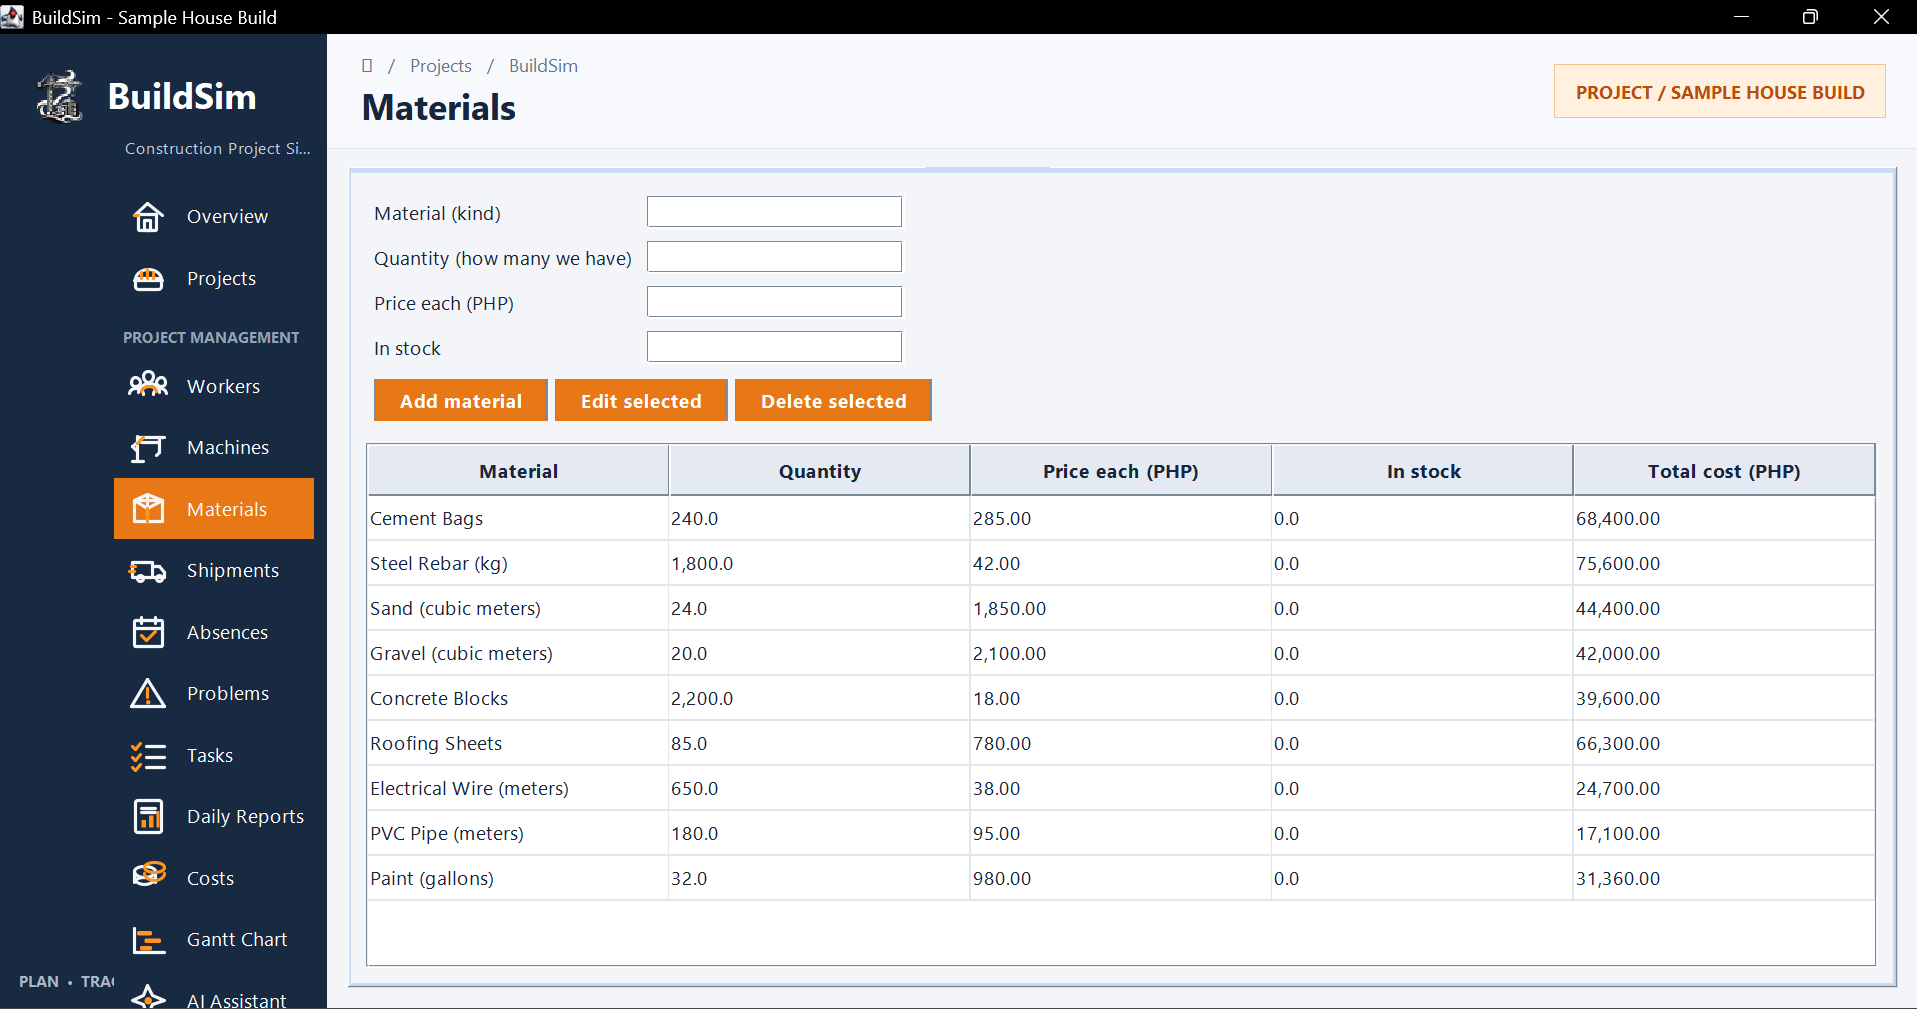 BuildSim - Sample House Build
BuildSim
Construction Project Si...
Overview
Projects
PROJECT MANAGEMENT
Workers
Machines
Materials
Shipments
Absences
Problems
Tasks
Daily Reports
Costs
Gantt Chart
AI Assistant
PLAN • TRA
/ Projects / BuildSim
Materials
PROJECT / SAMPLE HOUSE BUILD
Material (kind)
Quantity (how many we have)
Price each (PHP)
In stock
Add material Edit selected Delete selected
Material Quantity Price each (PHP) In stock Total cost (PHP)
Cement Bags 240.0 285.00 0.0 68,400.00
Steel Rebar (kg) 1,800.0 42.00 0.0 75,600.00
Sand (cubic meters) 24.0 1,850.00 0.0 44,400.00
Gravel (cubic meters) 20.0 2,100.00 0.0 42,000.00
Concrete Blocks 2,200.0 18.00 0.0 39,600.00
Roofing Sheets 85.0 780.00 0.0 66,300.00
Electrical Wire (meters) 650.0 38.00 0.0 24,700.00
PVC Pipe (meters) 180.0 95.00 0.0 17,100.00
Paint (gallons) 32.0 980.00 0.0 31,360.00